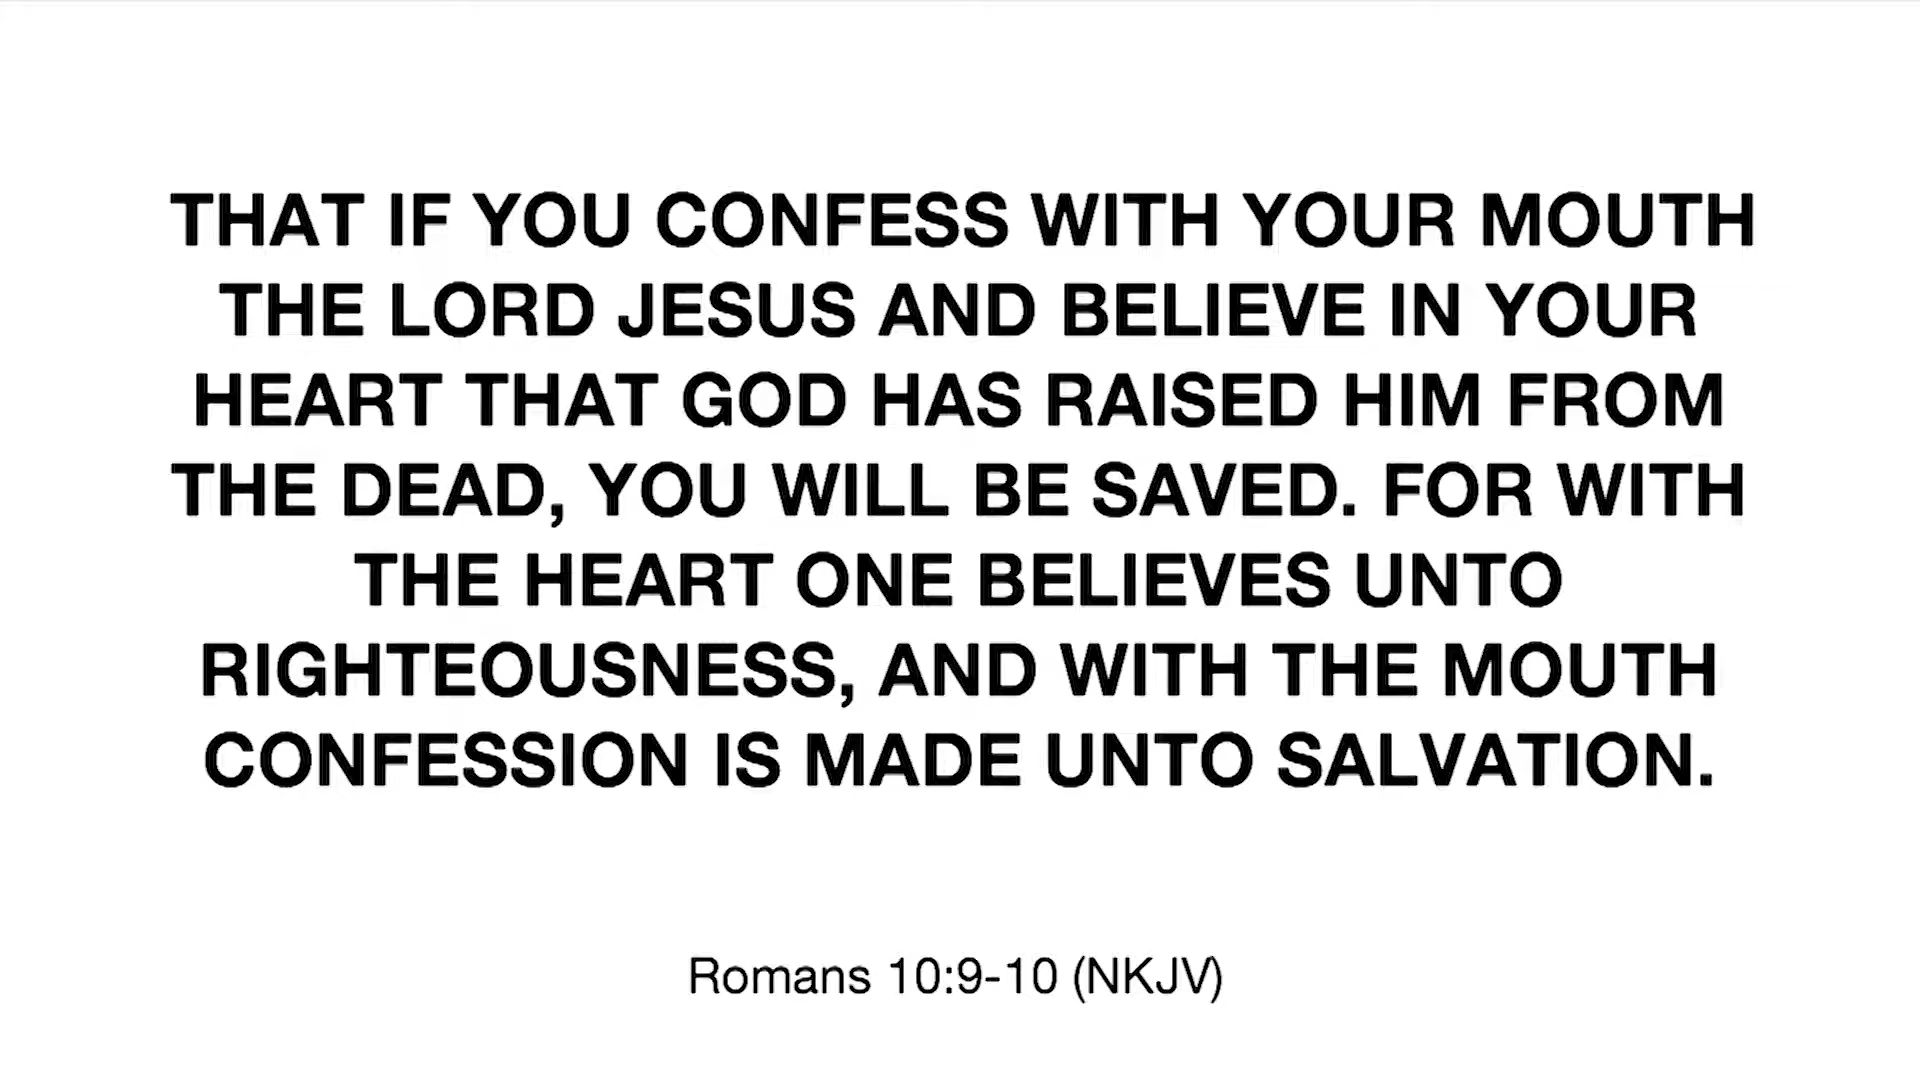 THAT IF YOU CONFESS WITH YOUR MOUTH
THE LORD JESUS AND BELIEVE IN YOUR
HEART THAT GOD HAS RAISED HIM FROM
THE DEAD, YOU WILL BE SAVED. FOR WITH
THE HEART ONE BELIEVES UNTO
RIGHTEOUSNESS, AND WITH THE MOUTH
CONFESSION IS MADE UNTO SALVATION.
Romans 10:9-10 (NKJV)